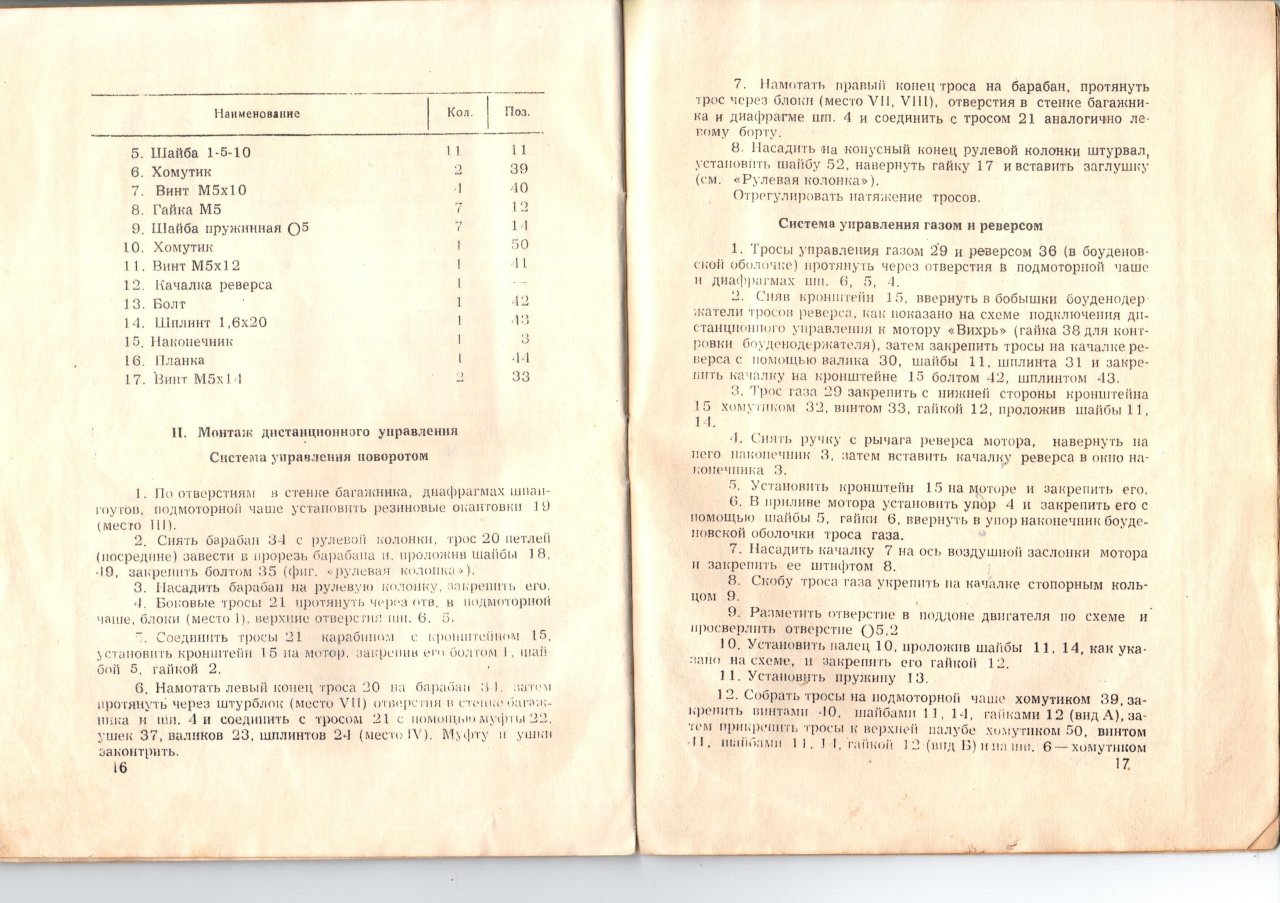 Наименование Кол. Поз.
5. Шайба 1-5-10 11 11
6. Хомутик 2 39
7. Винт М5х10 4 40
8. Гайка М5 7 12
9. Шайба пружинная ∅5 7 14
10. Хомутик 1 50
11. Винт М5х12 1 41
12. Качалка реверса 1 —
13. Болт 1 42
14. Шплинт 1,6х20 1 43
15. Наконечник 1 3
16. Планка 1 44
17. Винт М5х14 2 33
II. Монтаж дистанционного управления
Система управления поворотом
1. По отверстиям в стенке багажника, диафрагмах шпан-
гоутов, подмоторной чаше установить резиновые окантовки 19
(место III).
2. Снять барабан 34 с рулевой колонки, трос 20 петлей
(посредине) завести в прорезь барабана и, проложив шайбы 18,
49, закрепить болтом 35 (фиг. «рулевая колонка»).
3. Насадить барабан на рулевую колонку, закрепить его.
4. Боковые тросы 21 протянуть через отв. в подмоторной
чаше, блоки (место I), верхние отверстия шп. 6, 5.
5. Соединить тросы 21 карабином с кронштейном 15,
установить кронштейн 15 на мотор, закрепив его болтом 1, шай-
бой 5, гайкой 2.
6. Намотать левый конец троса 20 на барабан 34, затем
протянуть через штурблок (место VII) отверстия в стенке багаж-
ника и шп. 4 и соединить с тросом 21 с помощью муфты 22,
ушек 37, валиков 23, шплинтов 24 (место IV). Муфту и ушки
законтрить.
16
7. Намотать правый конец троса на барабан, протянуть
трос через блоки (место VII, VIII), отверстия в стенке багажни-
ка и диафрагме шп. 4 и соединить с тросом 21 аналогично ле-
вому борту.
8. Насадить на конусный конец рулевой колонки штурвал,
установить шайбу 52, навернуть гайку 17 и вставить заглушку
(см. «Рулевая колонка»).
Отрегулировать натяжение тросов.
Система управления газом и реверсом
1. Тросы управления газом 29 и реверсом 36 (в боуденов-
ской оболочке) протянуть через отверстия в подмоторной чаше
и диафрагмах шп. 6, 5, 4.
2. Сняв кронштейн 15, ввернуть в бобышки боуденодер-
жатели тросов реверса, как показано на схеме подключения ди-
станционного управления к мотору «Вихрь» (гайка 38 для конт-
ровки боуденодержателя), затем закрепить тросы на качалке ре-
верса с помощью валика 30, шайбы 11, шплинта 31 и закре-
пить качалку на кронштейне 15 болтом 42, шплинтом 43.
3. Трос газа 29 закрепить с нижней стороны кронштейна
15 хомутиком 32, винтом 33, гайкой 12, проложив шайбы 11,
14.
4. Снять ручку с рычага реверса мотора, навернуть на
него наконечник 3, затем вставить качалку реверса в окно на-
конечника 3.
5. Установить кронштейн 15 на моторе и закрепить его.
6. В приливе мотора установить упор 4 и закрепить его с
помощью шайбы 5, гайки 6, ввернуть в упор наконечник боуде-
новской оболочки троса газа.
7. Насадить качалку 7 на ось воздушной заслонки мотора
и закрепить ее штифтом 8.
8. Скобу троса газа укрепить на качалке стопорным коль-
цом 9.
9. Разметить отверстие в поддоне двигателя по схеме и
просверлить отверстие ∅5,2
10. Установить палец 10, проложив шайбы 11, 14, как ука-
зано на схеме, и закрепить его гайкой 12.
11. Установить пружину 13.
12. Собрать тросы на подмоторной чаше хомутиком 39, за-
крепить винтами 40, шайбами 11, 14, гайками 12 (вид А), за-
тем прикрепить тросы к верхней палубе хомутиком 50, винтом
41, шайбами 11, 14, гайкой 12 (вид Б) и на шп. 6 — хомутиком
17